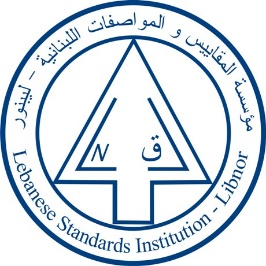 مؤسسة المقاييس و المواصفات اللبنانية - ليبنور
N ق
Lebanese Standards Institution - Libnor